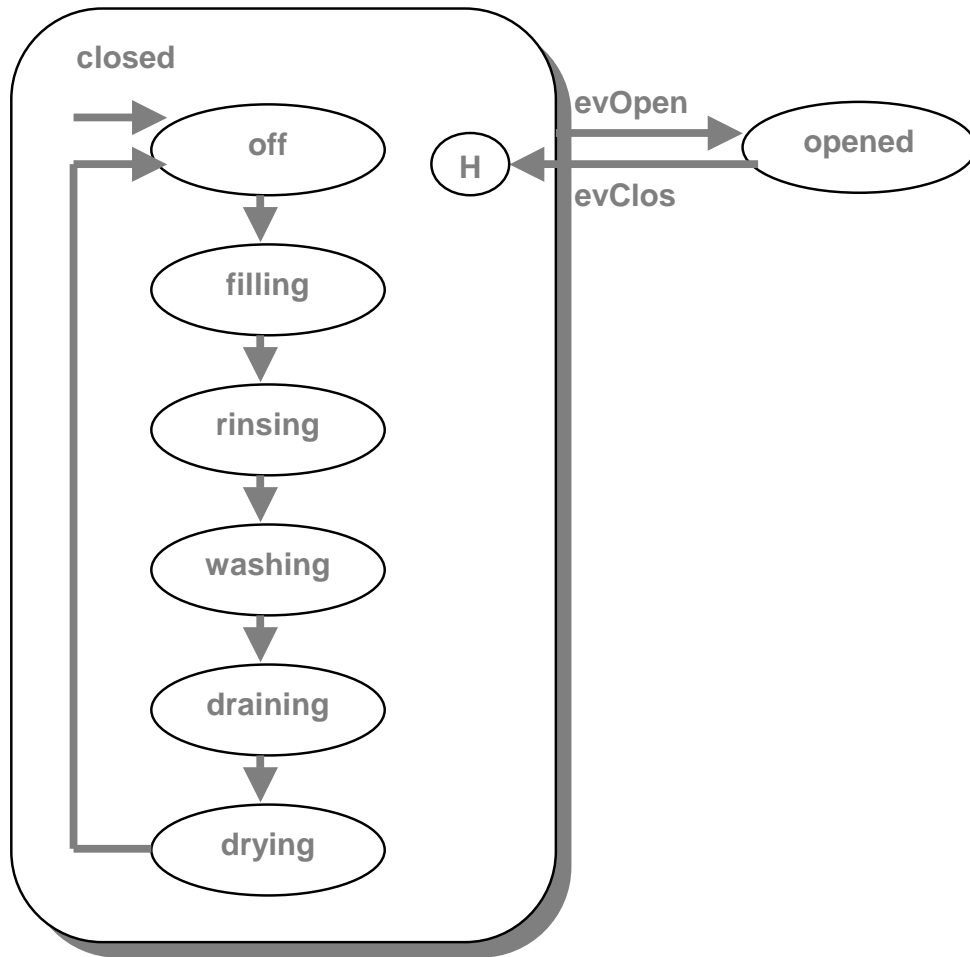 closed
evOpen
off
H
opened
evClos
filling
rinsing
washing
draining
drying